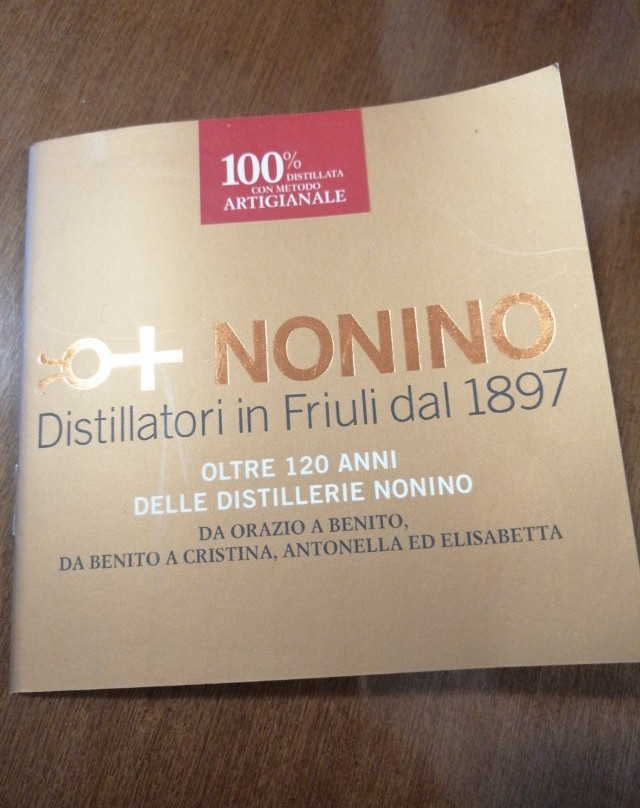 100% DISTILLATA
CON METODO
ARTIGIANALE
NONINO
Distillatori in Friuli dal 1897
OLTRE 120 ANNI
DELLE DISTILLERIE NONINO
DA ORAZIO A BENITO,
DA BENITO A CRISTINA, ANTONELLA ED ELISABETTA